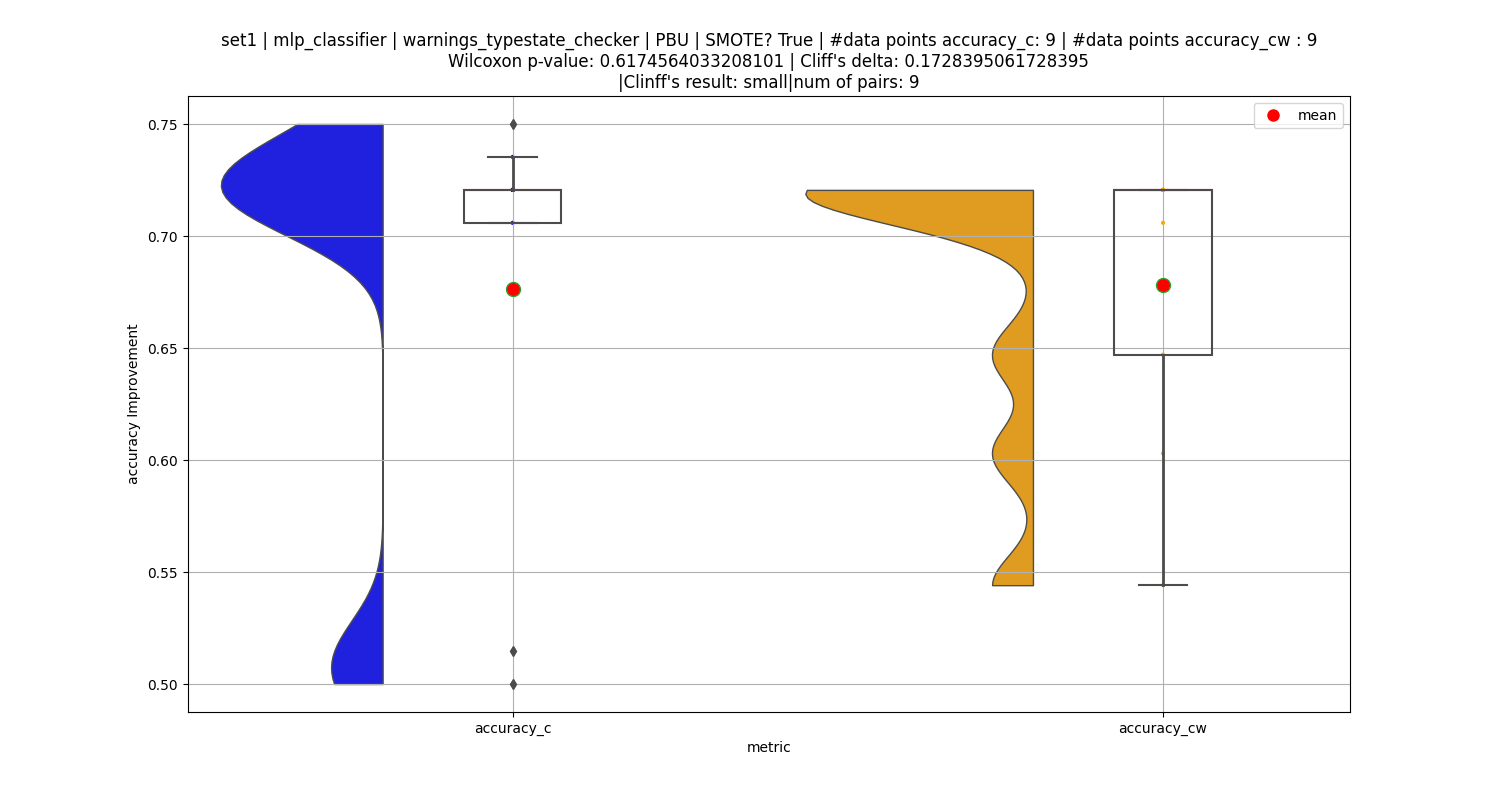 set1 | mlp_classifier | warnings_typestate_checker | PBU | SMOTE? True | #data points accuracy_c: 9 | #data points accuracy_cw : 9
Wilcoxon p-value: 0.6174564033208101 | Cliff's delta: 0.1728395061728395
|Clinff's result: small|num of pairs: 9
mean
0.75
0.70
0.65
0.60
0.55
0.50
accuracy Improvement
accuracy_c
accuracy_cw
metric